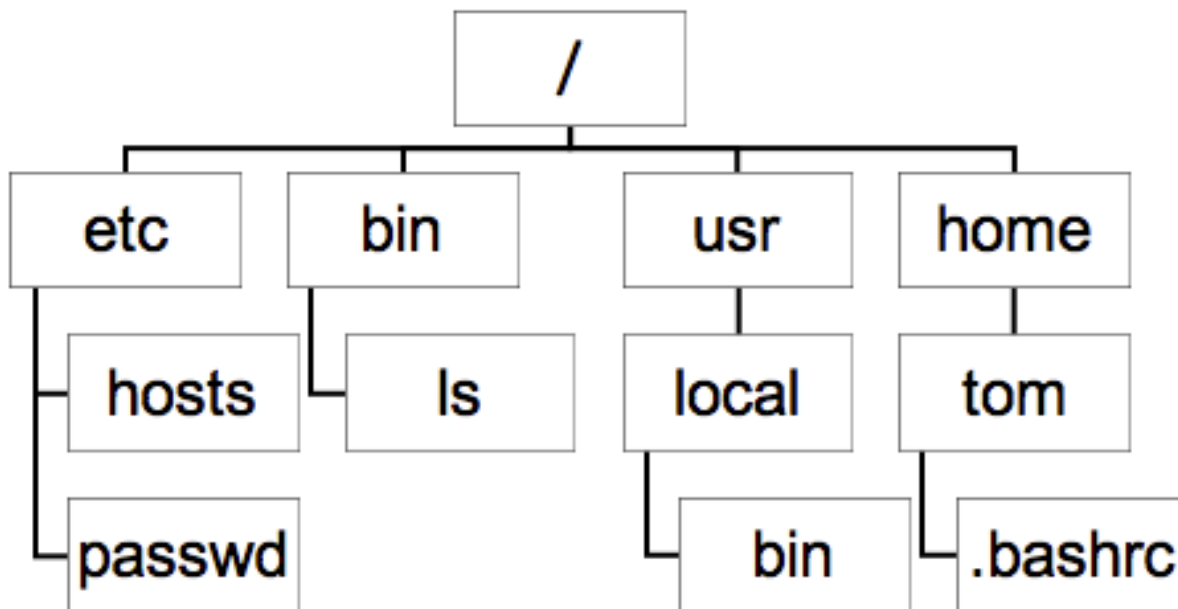 /
etc bin usr home
hosts ls local tom
passwd bin .bashrc